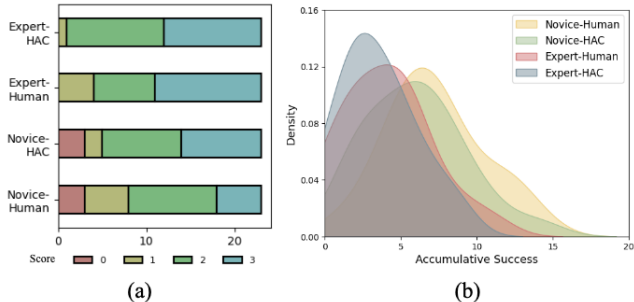 Expert-
HAC
Expert-
Human
Novice-
HAC
Novice-
Human
0 10 20
Score 0 1 2 3
(a)
0.16
0.12
0.08
0.04
0.00
Density
0 5 10 15 20
Accumulative Success
Novice-Human
Novice-HAC
Expert-Human
Expert-HAC
(b)